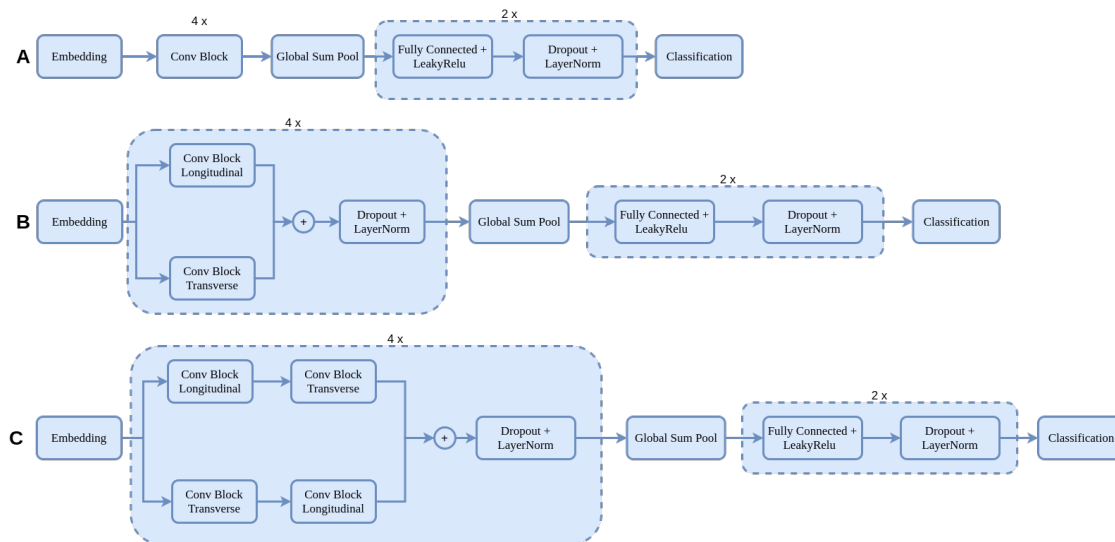 4 x
2 x
A
Embedding
Conv Block
Global Sum Pool
Fully Connected +
LeakyRelu
Dropout +
LayerNorm
Classification
4 x
Conv Block
Longitudinal
2 x
B
Embedding
+
Dropout +
LayerNorm
Global Sum Pool
Fully Connected +
LeakyRelu
Dropout +
LayerNorm
Classification
Conv Block
Transverse
4 x
Conv Block
Longitudinal
Conv Block
Transverse
2 x
C
Embedding
+
Dropout +
LayerNorm
Global Sum Pool
Fully Connected +
LeakyRelu
Dropout +
LayerNorm
Classification
Conv Block
Transverse
Conv Block
Longitudinal